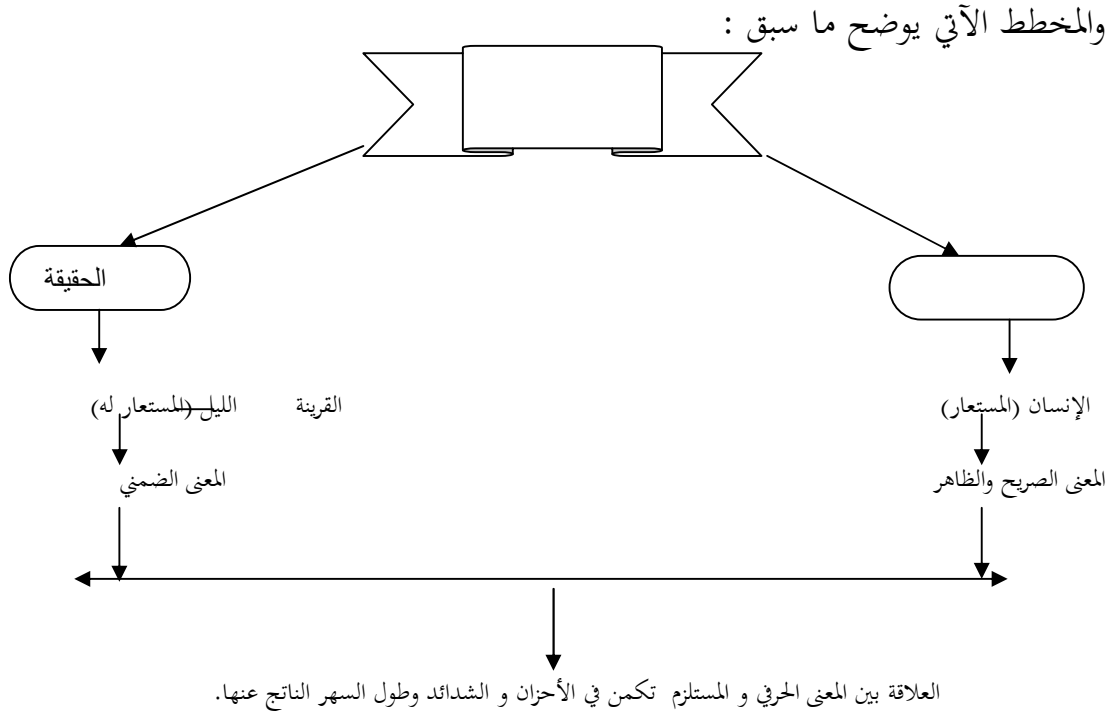 والمخطط الآتي يوضح ما سبق :
الحقيقة
الإنسان (المستعار) القرينة الليل (المستعار له)
المعنى الصريح والظاهر المعنى الضمني
العلاقة بين المعنى الحرفي و المستلزم تكمن في الأحزان و الشدائد وطول السهر الناتج عنها.